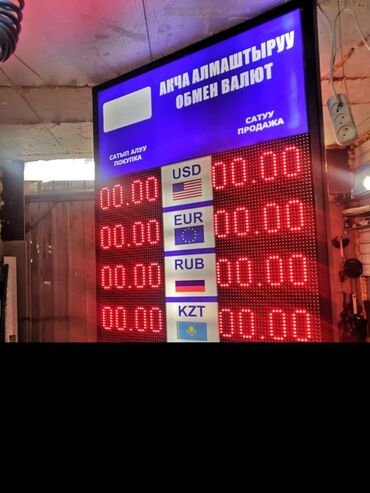 АКЧА АЛМАШТЫРУУ
ОБМЕН ВАЛЮТ
САТЫП АЛУУ
ПОКУПКА
САТУУ
ПРОДАЖА
00.00 USD 00.00
00.00 EUR 00.00
00.00 RUB 00.00
00.00 KZT 00.00